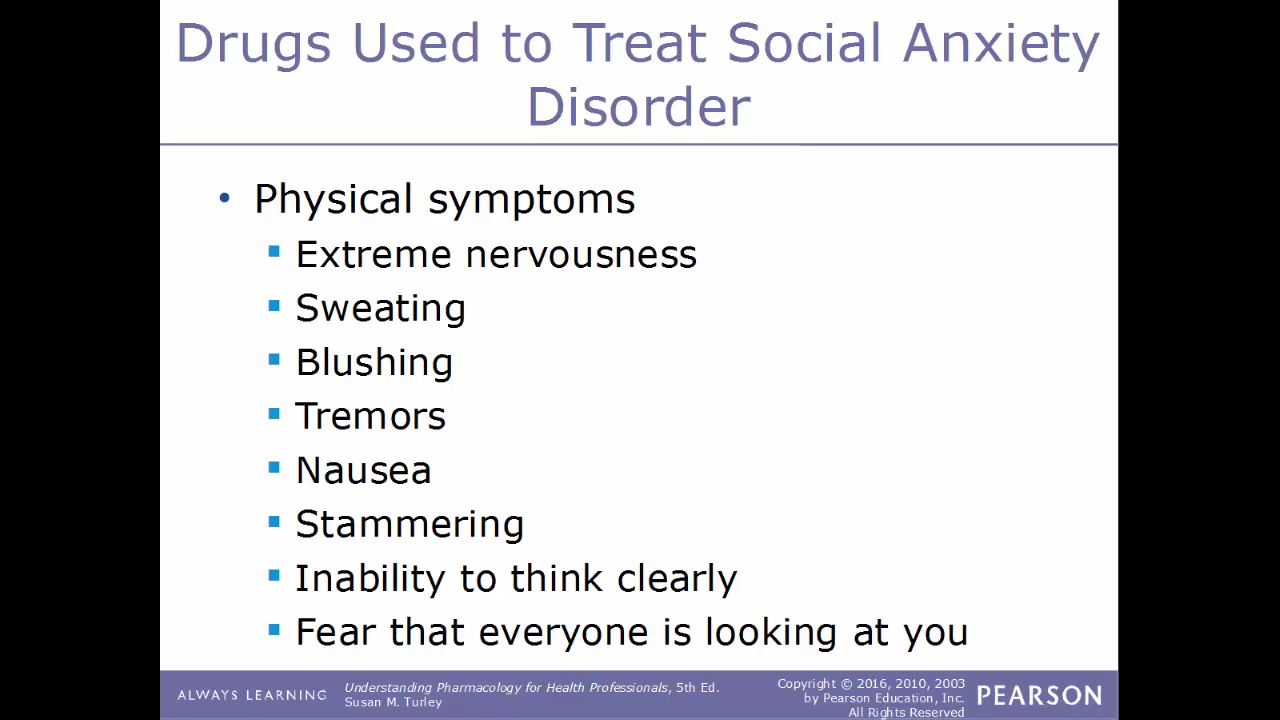 Drugs Used to Treat Social Anxiety
Disorder
• Physical symptoms
▪ Extreme nervousness
▪ Sweating
▪ Blushing
▪ Tremors
▪ Nausea
▪ Stammering
▪ Inability to think clearly
▪ Fear that everyone is looking at you
ALWAYS LEARNING
Understanding Pharmacology for Health Professionals, 5th Ed.
Susan M. Turley
Copyright © 2016, 2010, 2003
by Pearson Education, Inc.
All Rights Reserved
PEARSON